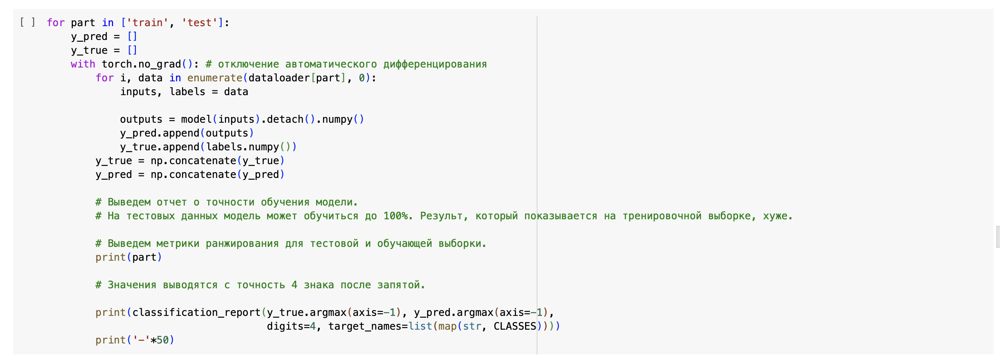 [ ] for part in ['train', 'test']:
    y_pred = []
    y_true = []
    with torch.no_grad(): # отключение автоматического дифференцирования
        for i, data in enumerate(dataloader[part], 0):
            inputs, labels = data

            outputs = model(inputs).detach().numpy()
            y_pred.append(outputs)
            y_true.append(labels.numpy())
        y_true = np.concatenate(y_true)
        y_pred = np.concatenate(y_pred)

        # Выведем отчет о точности обучения модели.
        # На тестовых данных модель может обучиться до 100%. Результ, который показывается на тренировочной выборке, хуже.

        # Выведем метрики ранжирования для тестовой и обучающей выборки.
        print(part)

        # Значения выводятся с точность 4 знака после запятой.

        print(classification_report(y_true.argmax(axis=-1), y_pred.argmax(axis=-1),
                                    digits=4, target_names=list(map(str, CLASSES))))
        print('-'*50)